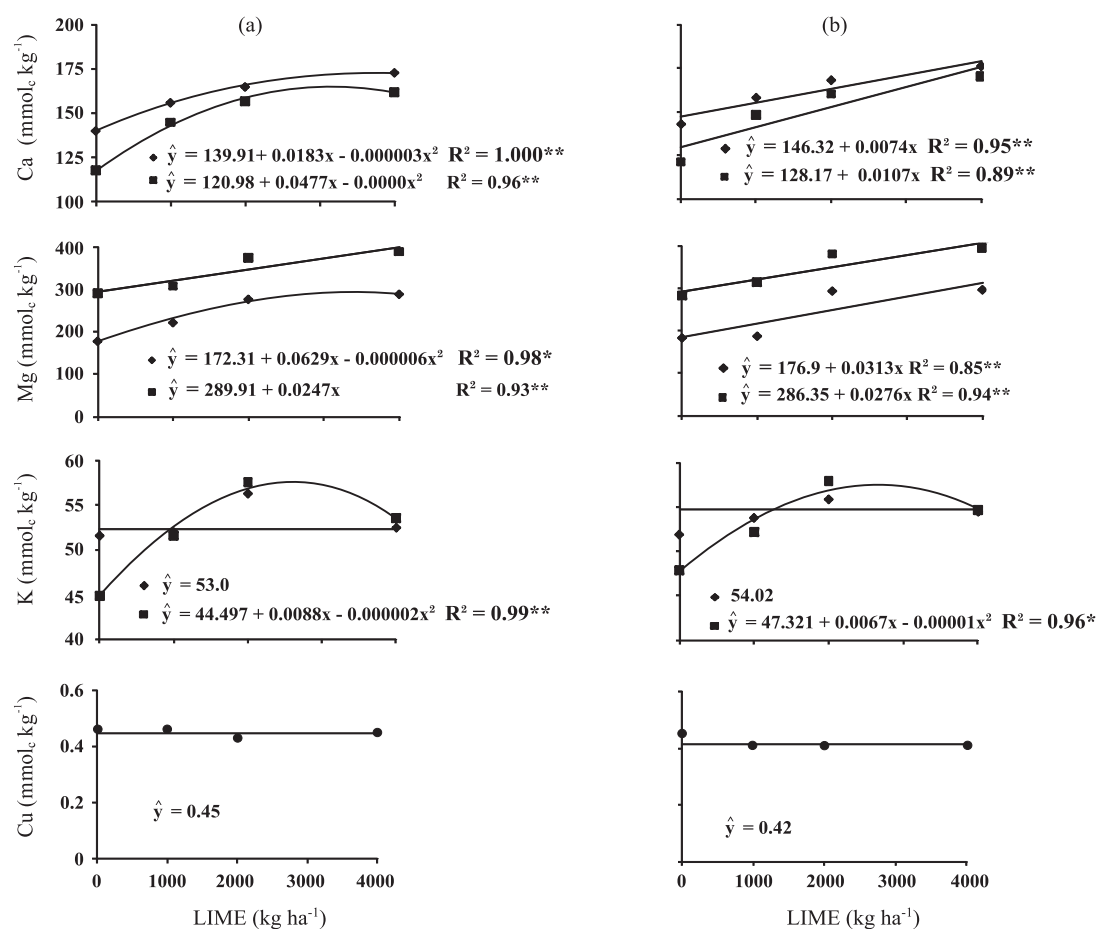 (a)
(b)
Ca (mmolc kg-1)
200
175
150
125
100
ŷ = 139.91+ 0.0183x - 0.000003x² R² = 1.000**
ŷ = 120.98 + 0.0477x - 0.0000x² R² = 0.96**
ŷ = 146.32 + 0.0074x R² = 0.95**
ŷ = 128.17 + 0.0107x R² = 0.89**
Mg (mmolc kg-1)
400
300
200
100
0
ŷ = 172.31 + 0.0629x - 0.000006x² R² = 0.98*
ŷ = 289.91 + 0.0247x R² = 0.93**
ŷ = 176.9 + 0.0313x R² = 0.85**
ŷ = 286.35 + 0.0276x R² = 0.94**
K (mmolc kg-1)
60
55
50
45
40
ŷ = 53.0
ŷ = 44.497 + 0.0088x - 0.000002x² R² = 0.99**
54.02
ŷ = 47.321 + 0.0067x - 0.00001x² R² = 0.96*
Cu (mmolc kg-1)
0.6
0.4
0.2
0
ŷ = 0.45
ŷ = 0.42
0 1000 2000 3000 4000
0 1000 2000 3000 4000
LIME (kg ha-1)
LIME (kg ha-1)